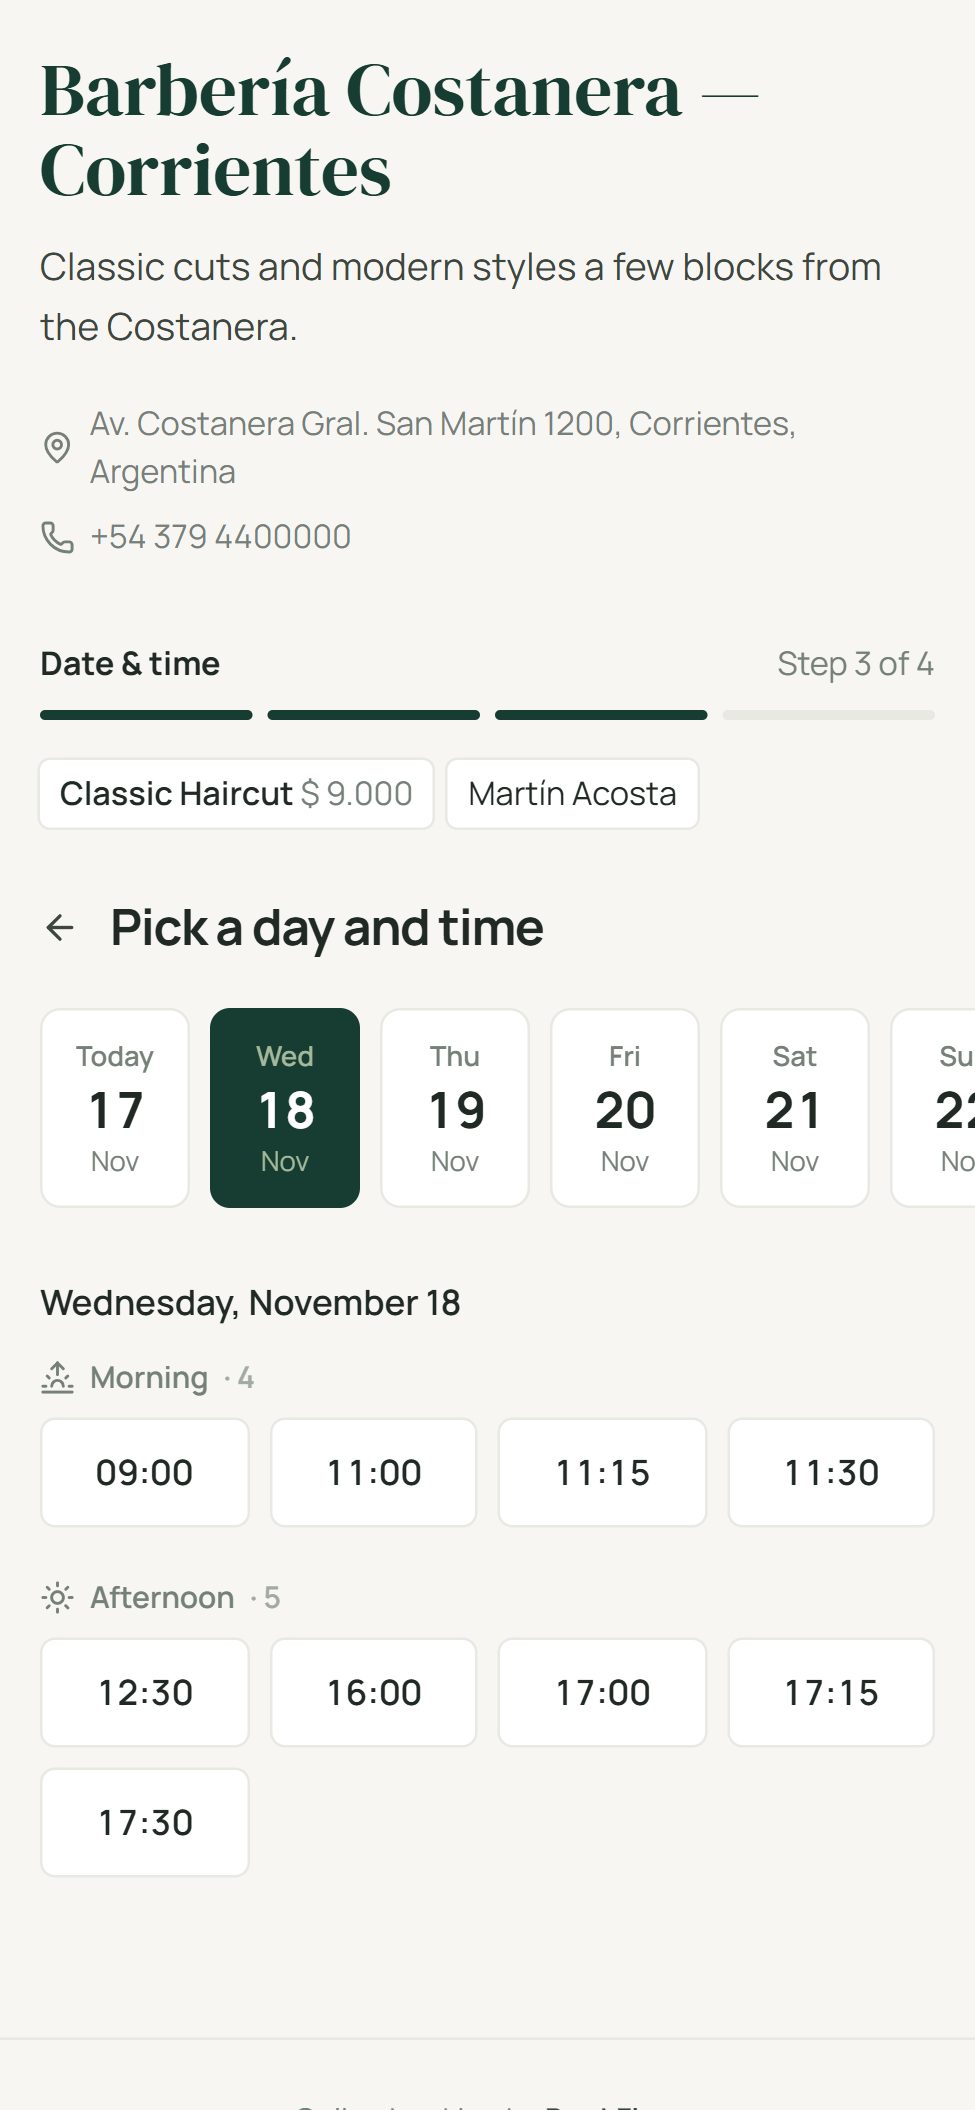 Barbería Costanera —
Corrientes
Classic cuts and modern styles a few blocks from
the Costanera.
Av. Costanera Gral. San Martín 1200, Corrientes,
Argentina
+54 379 4400000
Date & time
Step 3 of 4
Classic Haircut $ 9.000
Martín Acosta
Pick a day and time
Today
17
Nov
Wed
18
Nov
Thu
19
Nov
Fri
20
Nov
Sat
21
Nov
Wednesday, November 18
Morning · 4
09:00
11:00
11:15
11:30
Afternoon · 5
12:30
16:00
17:00
17:15
17:30